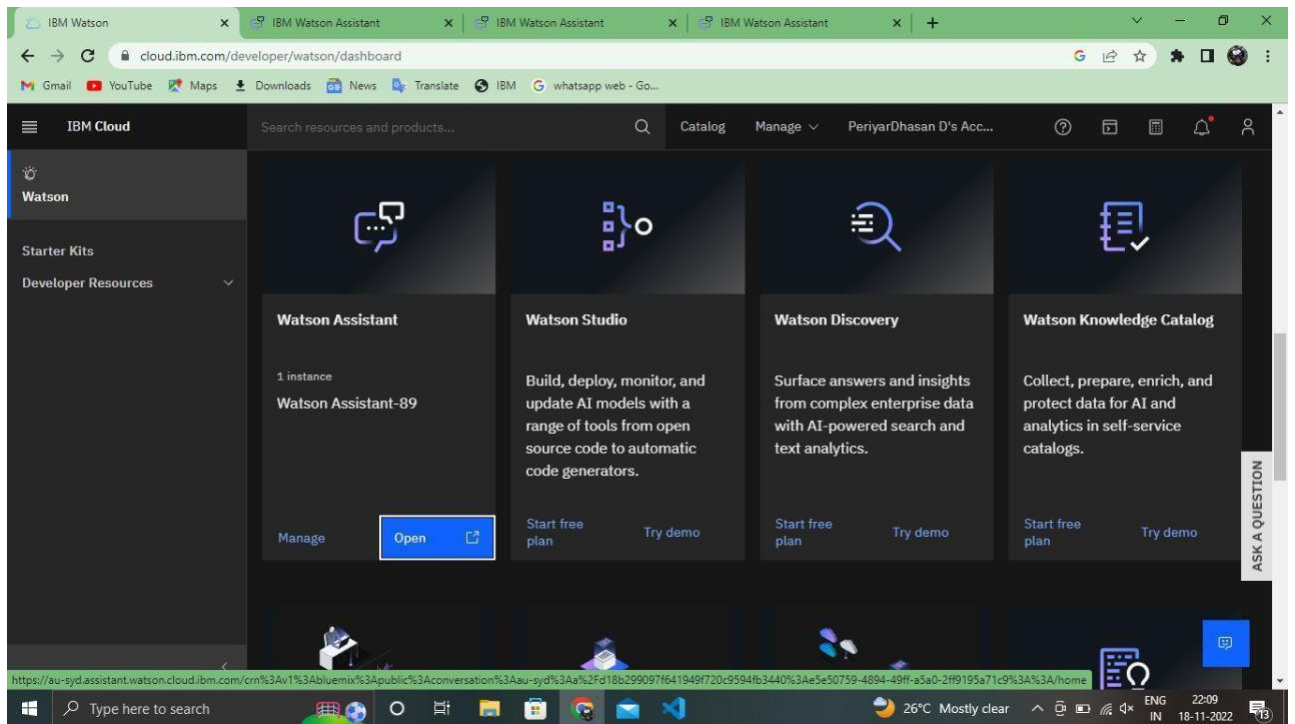 IBM Watson
IBM Watson Assistant
IBM Watson Assistant
IBM Watson Assistant
cloud.ibm.com/developer/watson/dashboard
Gmail YouTube Maps Downloads News Translate IBM whatsapp web - Go...
IBM Cloud
Search resources and products...
Catalog
Manage
PeriyarDhasan D's Acc...
Watson
Starter Kits
Developer Resources
Watson Assistant
1 instance
Watson Assistant-89
Manage
Open
Watson Studio
Build, deploy, monitor, and
update AI models with a
range of tools from open
source code to automatic
code generators.
Start free
plan
Try demo
Watson Discovery
Surface answers and insights
from complex enterprise data
with AI-powered search and
text analytics.
Start free
plan
Try demo
Watson Knowledge Catalog
Collect, prepare, enrich, and
protect data for AI and
analytics in self-service
catalogs.
Start free
plan
Try demo
ASK A QUESTION
https://au-syd.assistant.watson.cloud.ibm.com/crn%3Av1%3Abluemix%3Apublic%3Aconversation%3Aau-syd%3Aa%2Fd18b299097f641949f720c9594fb3440%3Ae5e50759-4894-49ff-a5a0-2ff9195a71c9%3A%3A/home
Type here to search
26°C Mostly clear
ENG
IN
22:09
18-11-2022
13